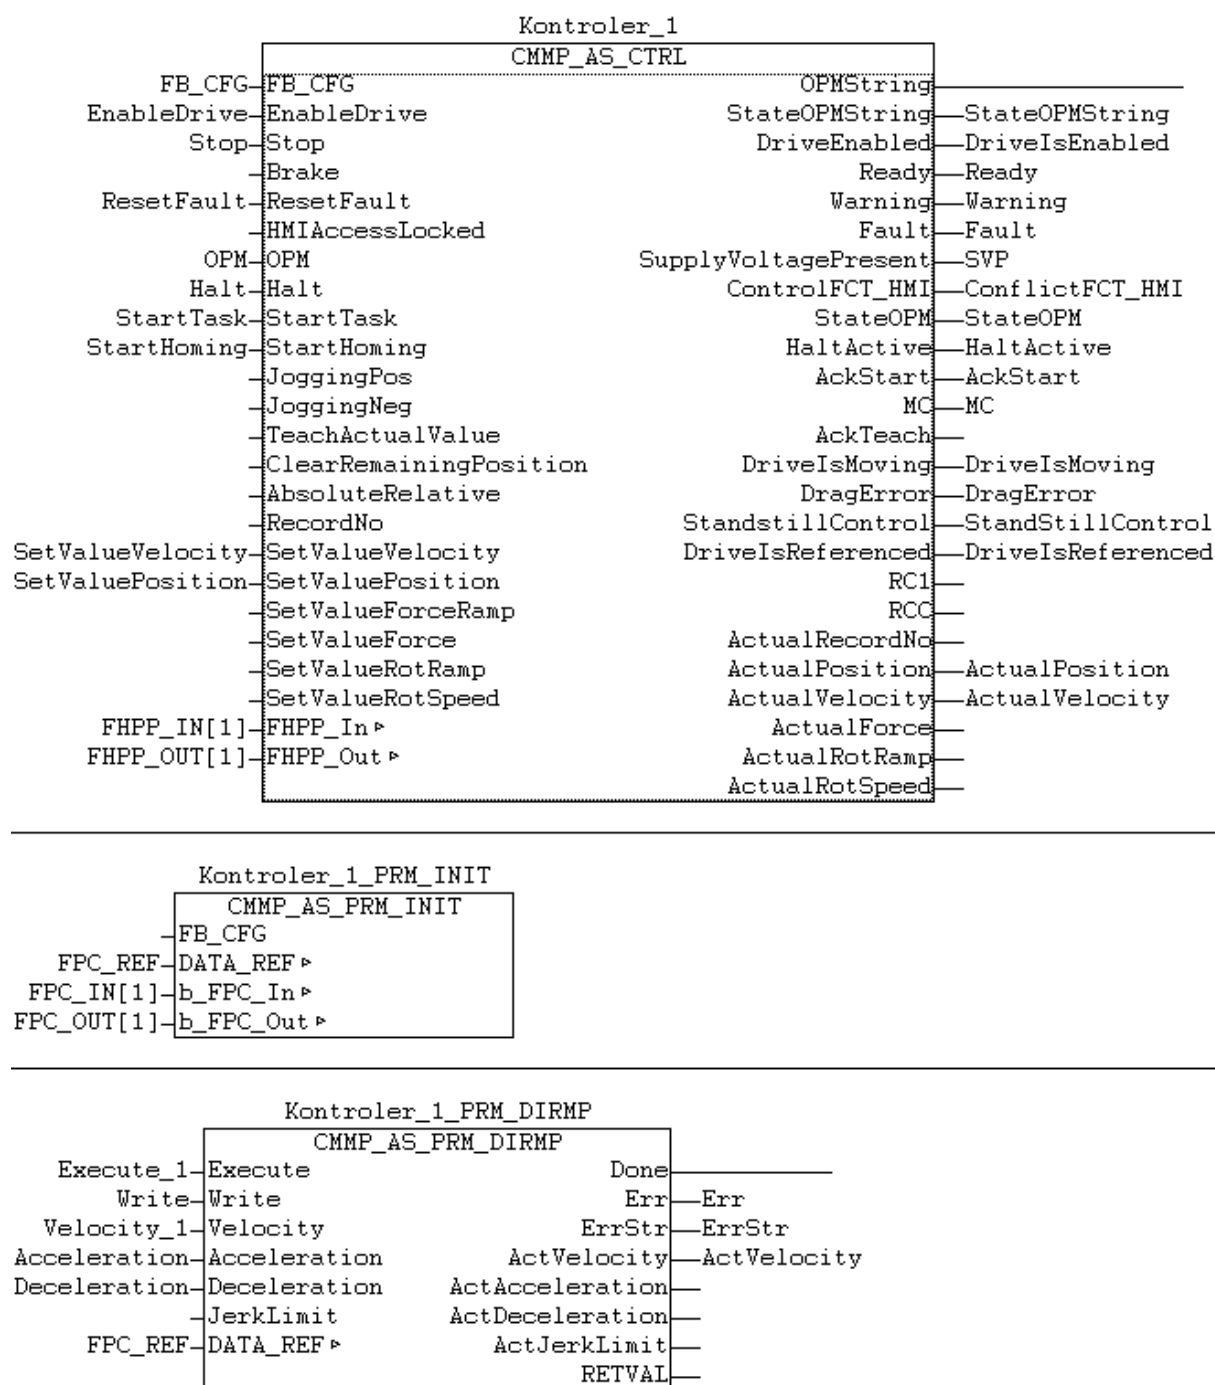 Kontroler_1
CMMP_AS_CTRL
FB_CFG FB_CFG OPMString
EnableDrive EnableDrive StateOPMString StateOPMString
Stop Stop DriveEnabled DriveIsEnabled
Brake Ready Ready
ResetFault ResetFault Warning Warning
HMIAccessLocked Fault Fault
OPM OPM SupplyVoltagePresent SVP
Halt Halt ControlFCT_HMI ConflictFCT_HMI
StartTask StartTask StateOPM StateOPM
StartHoming StartHoming HaltActive HaltActive
JoggingPos AckStart AckStart
JoggingNeg MC MC
TeachActualValue AckTeach
ClearRemainingPosition DriveIsMoving DriveIsMoving
AbsoluteRelative DragError DragError
RecordNo StandstillControl StandStillControl
SetValueVelocity SetValueVelocity DriveIsReferenced DriveIsReferenced
SetValuePosition SetValuePosition RC1
SetValueForceRamp RCC
SetValueForce ActualRecordNo
SetValueRotRamp ActualPosition ActualPosition
SetValueRotSpeed ActualVelocity ActualVelocity
FHPP_IN[1] FHPP_In ActualForce
FHPP_OUT[1] FHPP_Out ActualRotRamp
ActualRotSpeed
Kontroler_1_PRM_INIT
CMMP_AS_PRM_INIT
FB_CFG
FPC_REF DATA_REF
FPC_IN[1] b_FPC_In
FPC_OUT[1] b_FPC_Out
Kontroler_1_PRM_DIRMP
CMMP_AS_PRM_DIRMP
Execute_1 Execute Done
Write Write Err Err
Velocity_1 Velocity ErrStr ErrStr
Acceleration Acceleration ActVelocity ActVelocity
Deceleration Deceleration ActAcceleration
JerkLimit ActDeceleration
FPC_REF DATA_REF ActJerkLimit
RETVAL